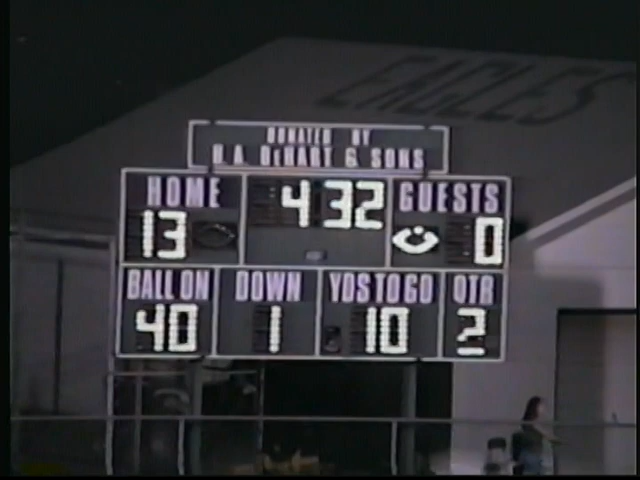 EAGLES
DONATED BY
D.A. DEHART & SONS
HOME 4 32 GUESTS
13 0
BALL ON DOWN YDS TO GO QTR
40 1 10 2